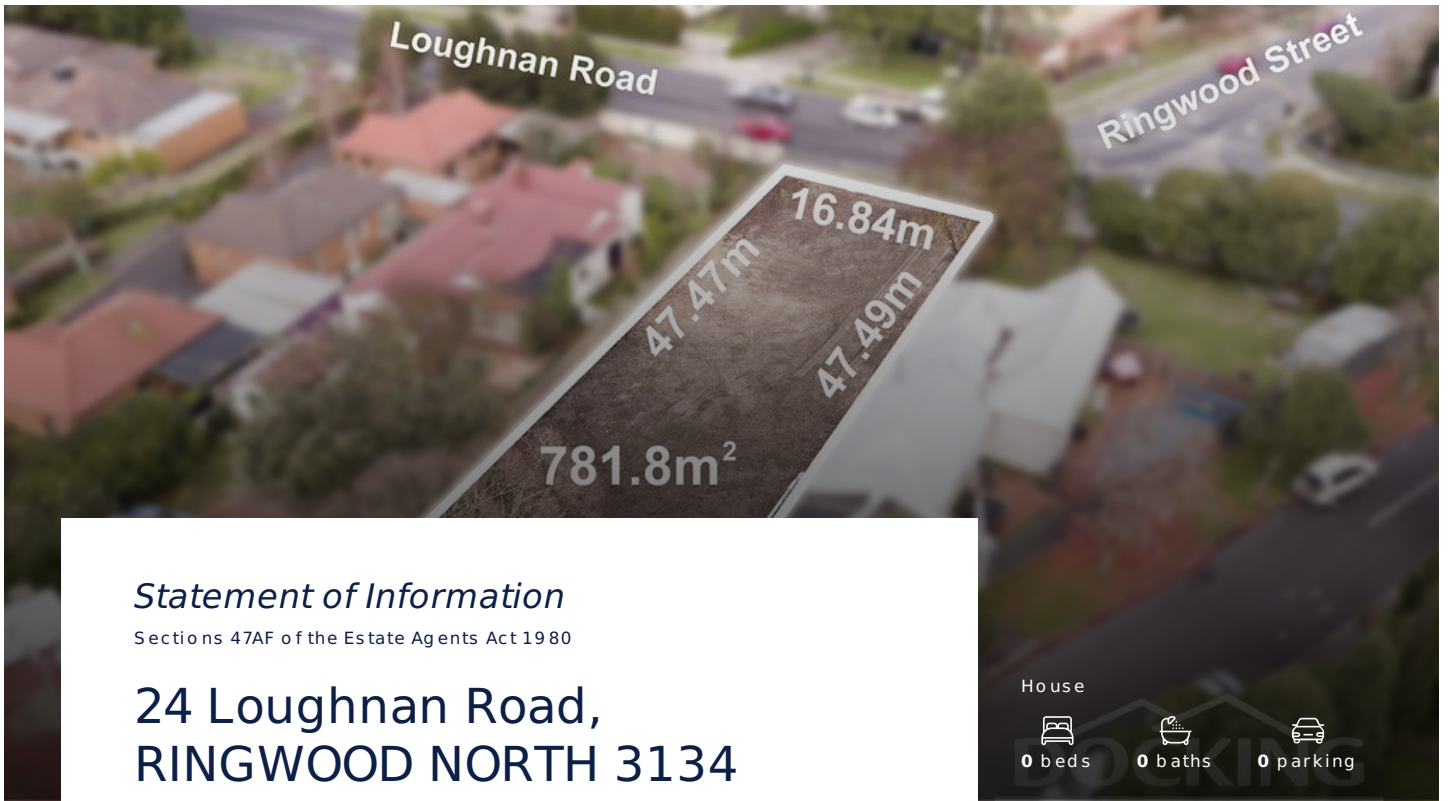 Loughnan Road
Ringwood Street
16.84m
47.47m
47.49m
781.8m²
Statement of Information
Sections 47AF of the Estate Agents Act 1980
24 Loughnan Road,
RINGWOOD NORTH 3134
House
0 beds 0 baths 0 parking
DOCKING